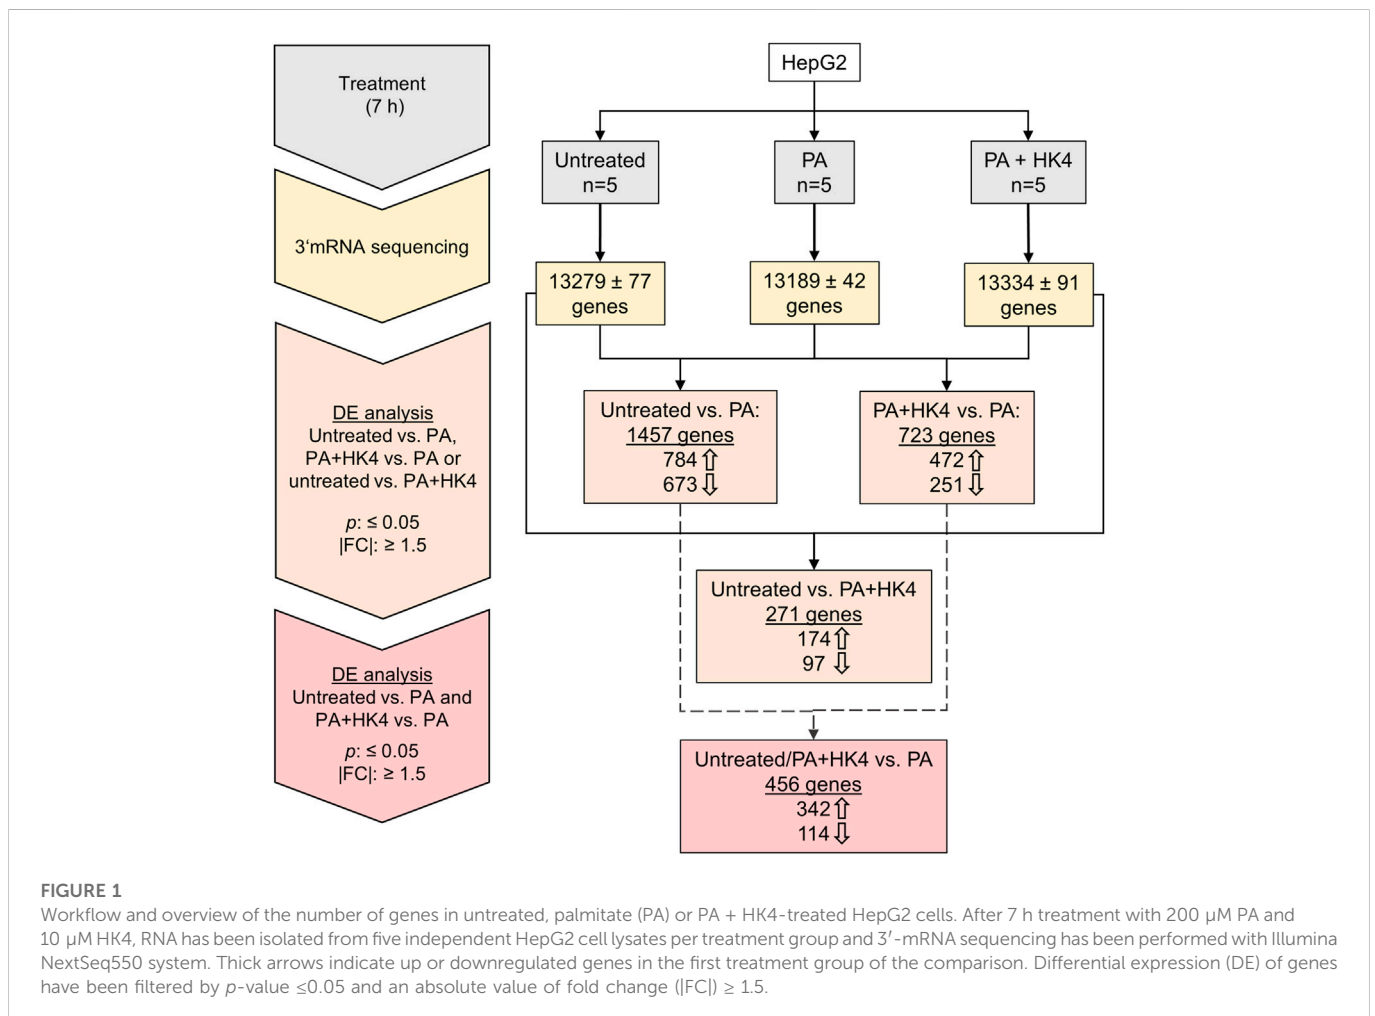 Treatment
(7 h)
3‘mRNA sequencing
DE analysis
Untreated vs. PA,
PA+HK4 vs. PA or
untreated vs. PA+HK4
p: ≤ 0.05
|FC|: ≥ 1.5
DE analysis
Untreated vs. PA and
PA+HK4 vs. PA
p: ≤ 0.05
|FC|: ≥ 1.5
HepG2
Untreated
n=5
PA
n=5
PA + HK4
n=5
13279 ± 77
genes
13189 ± 42
genes
13334 ± 91
genes
Untreated vs. PA:
1457 genes
784⇧
673⇩
PA+HK4 vs. PA:
723 genes
472⇧
251⇩
Untreated vs. PA+HK4
271 genes
174⇧
97⇩
Untreated/PA+HK4 vs. PA
456 genes
342⇧
114⇩
FIGURE 1
Workflow and overview of the number of genes in untreated, palmitate (PA) or PA + HK4-treated HepG2 cells. After 7 h treatment with 200 μM PA and
10 μM HK4, RNA has been isolated from five independent HepG2 cell lysates per treatment group and 3′-mRNA sequencing has been performed with Illumina
NextSeq550 system. Thick arrows indicate up or downregulated genes in the first treatment group of the comparison. Differential expression (DE) of genes
have been filtered by p-value ≤0.05 and an absolute value of fold change (|FC|) ≥ 1.5.